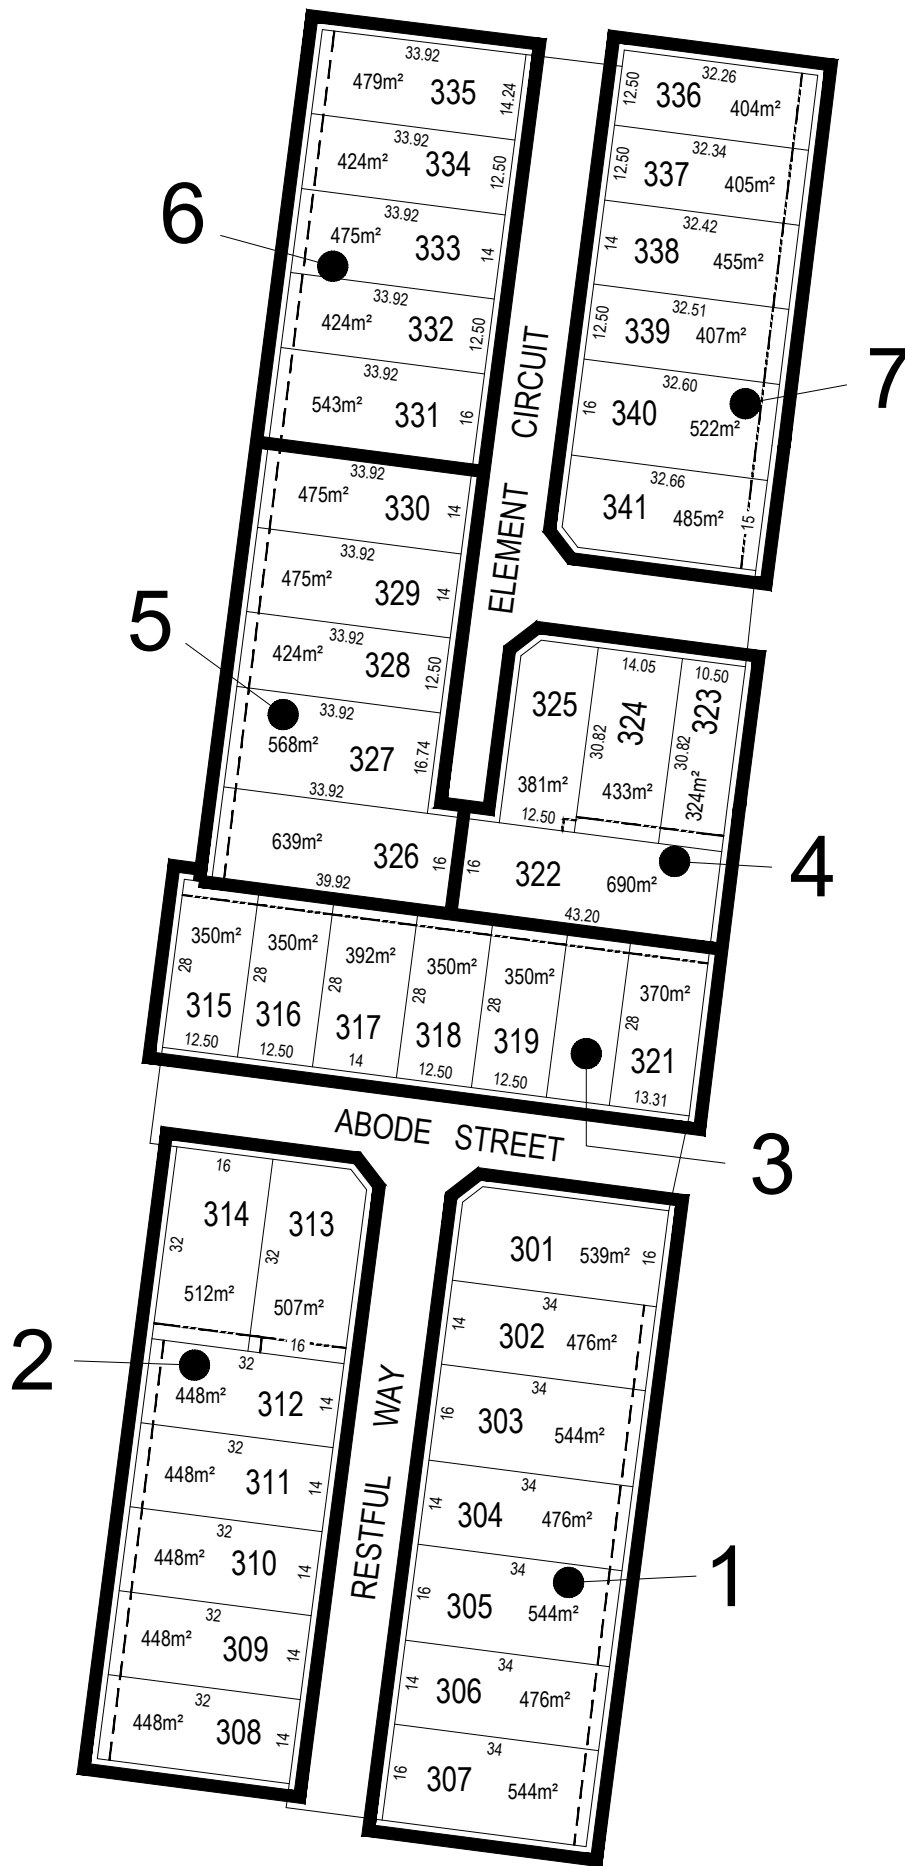 33.92
479m²
335
14.24
33.92
424m²
334
12.50
33.92
475m²
333
14
33.92
424m²
332
12.50
33.92
543m²
331
16
6
12.50
32.26
336
404m²
12.50
32.34
337
405m²
14
32.42
338
455m²
12.50
32.51
339
407m²
16
32.60
340
522m²
32.66
341
485m²
15
7
ELEMENT CIRCUIT
33.92
475m²
330
14
33.92
475m²
329
14
33.92
424m²
328
12.50
33.92
568m²
327
16.74
33.92
639m²
326
16
39.92
5
325
381m²
12.50
14.05
324
30.82
433m²
10.50
323
30.82
324m²
16
322
690m²
43.20
4
350m²
28
315
12.50
350m²
28
316
12.50
392m²
28
317
14
350m²
28
318
12.50
350m²
28
319
12.50
370m²
28
321
13.31
3
ABODE STREET
16
314
32
512m²
313
32
507m²
16
32
448m²
312
14
32
448m²
311
14
32
448m²
310
14
32
448m²
309
14
32
448m²
308
14
2
RESTFUL WAY
301
539m²
16
34
14
302
476m²
34
16
303
544m²
34
14
304
476m²
34
16
305
544m²
34
14
306
476m²
34
16
307
544m²
1